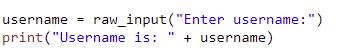 username = raw_input("Enter username:")
print("Username is: " + username)